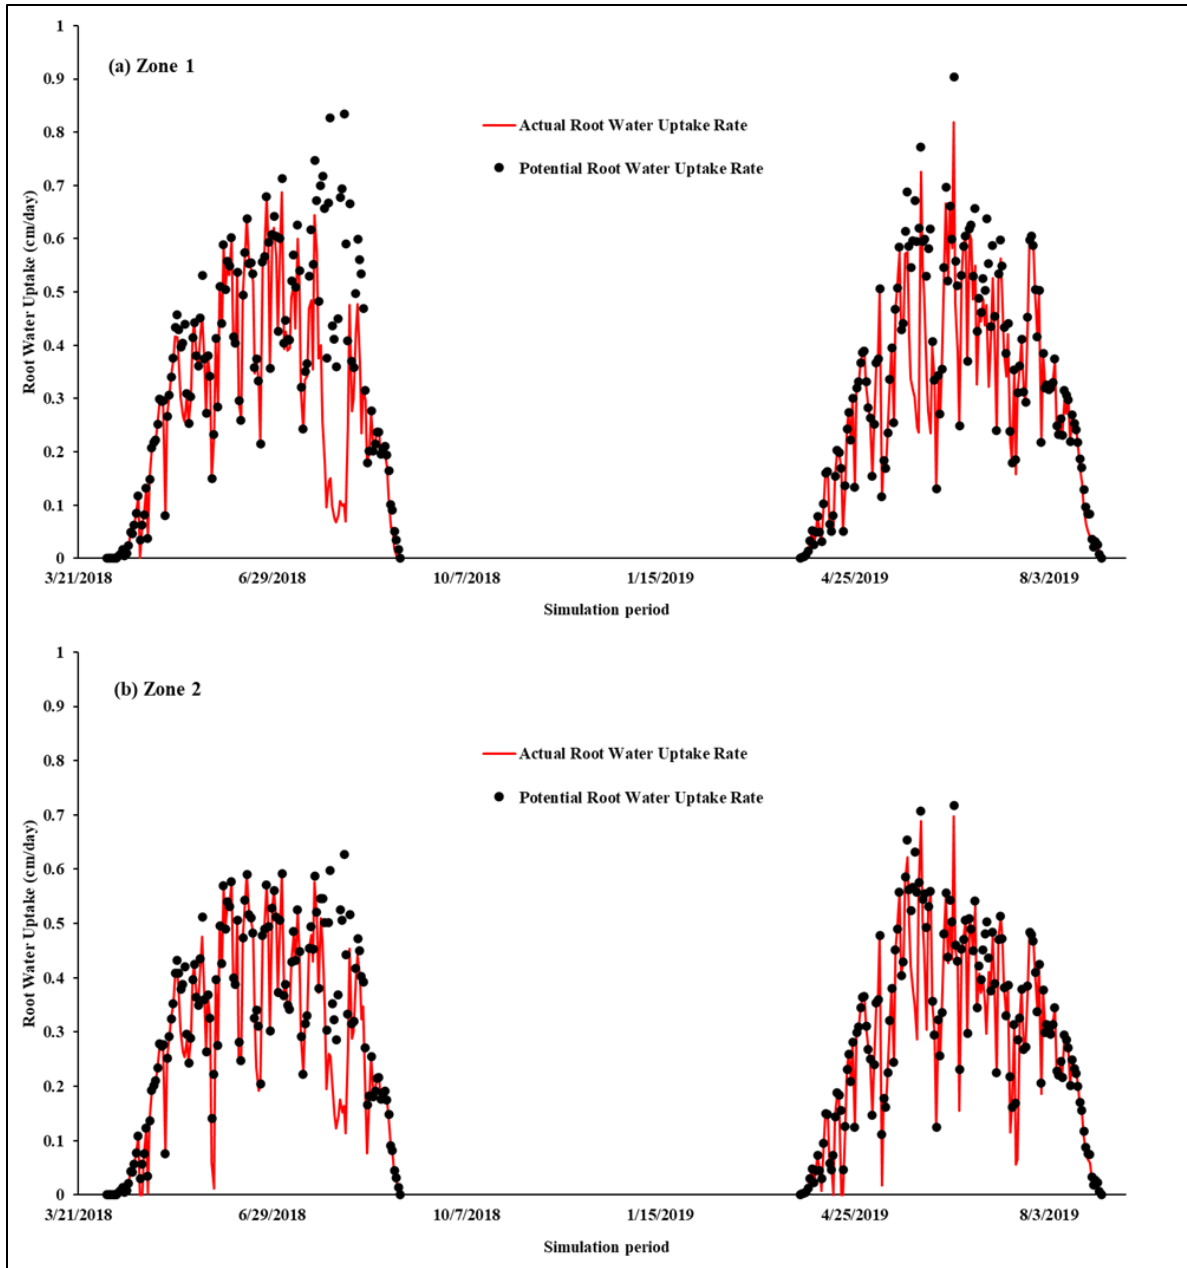 (a) Zone 1
1
0.9
0.8
0.7
0.6
0.5
0.4
0.3
0.2
0.1
0
Root Water Uptake (cm/day)
Actual Root Water Uptake Rate
Potential Root Water Uptake Rate
3/21/2018 6/29/2018 10/7/2018 1/15/2019 4/25/2019 8/3/2019
Simulation period
(b) Zone 2
1
0.9
0.8
0.7
0.6
0.5
0.4
0.3
0.2
0.1
0
Root Water Uptake (cm/day)
Actual Root Water Uptake Rate
Potential Root Water Uptake Rate
3/21/2018 6/29/2018 10/7/2018 1/15/2019 4/25/2019 8/3/2019
Simulation period